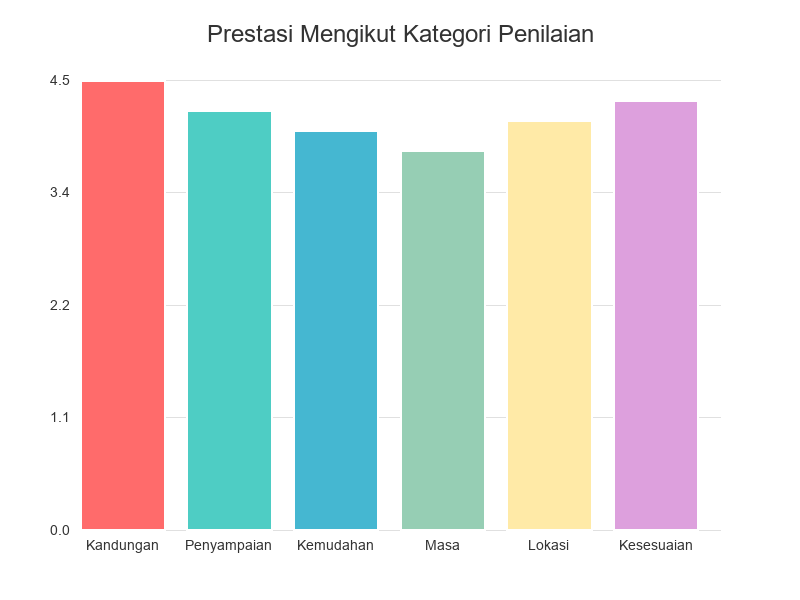 Prestasi Mengikut Kategori Penilaian
4.5
3.4
2.2
1.1
0.0
Kandungan Penyampaian Kemudahan Masa Lokasi Kesesuaian